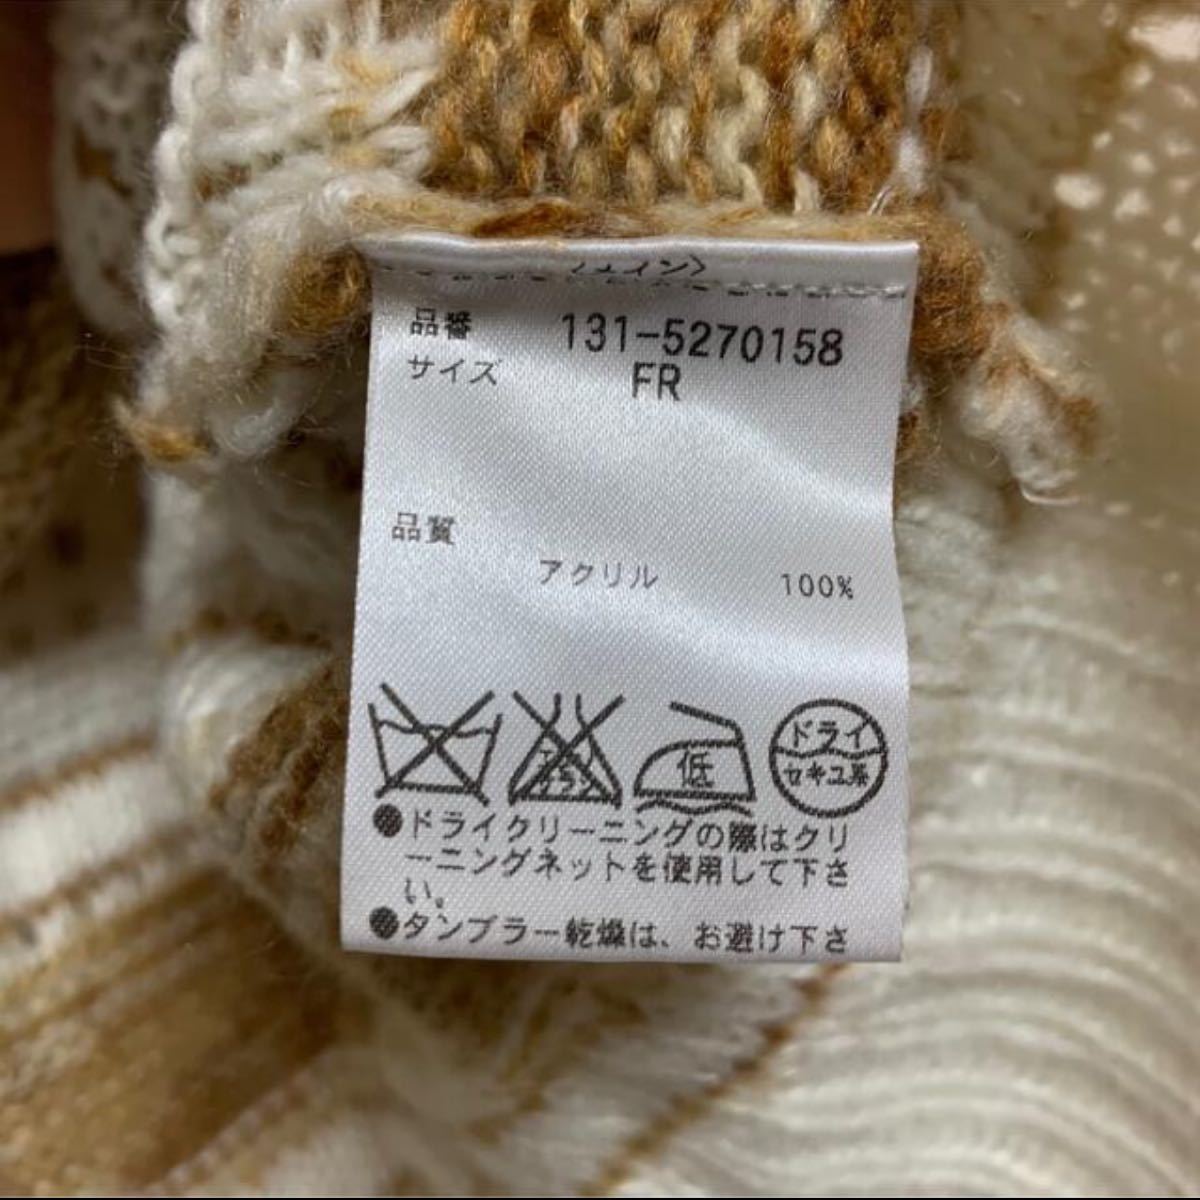 〈メイン〉
品番 131-5270158
サイズ FR
品質
アクリル 100%
低
ドライ
セキユ系
●ドライクリーニングの際はクリ
ーニングネットを使用して下さ
い。
●タンブラー乾燥は、お避け下さ